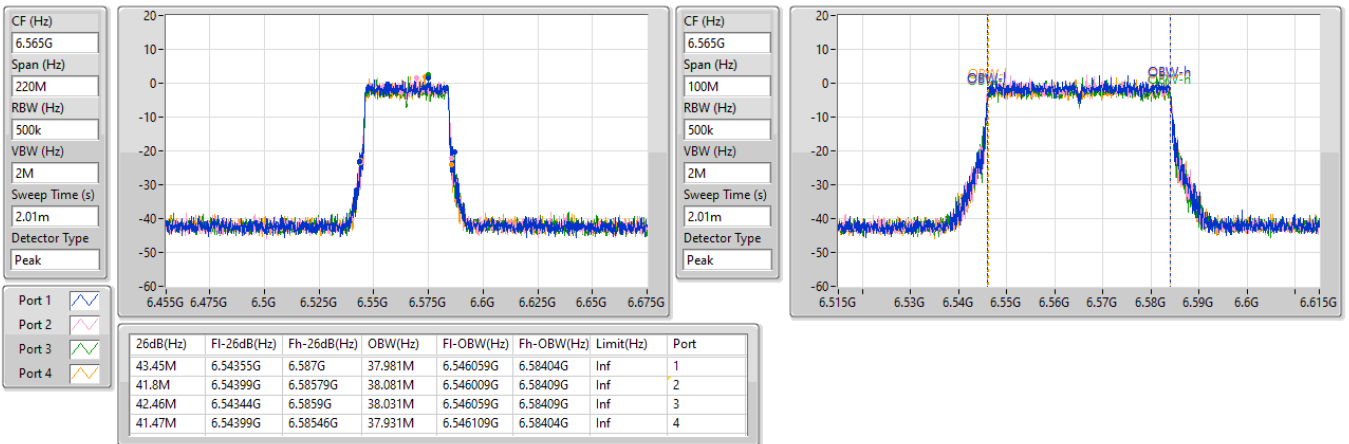 CF (Hz)
6.565G
Span (Hz)
220M
RBW (Hz)
500k
VBW (Hz)
2M
Sweep Time (s)
2.01m
Detector Type
Peak
20
10
0
-10
-20
-30
-40
-50
-60
6.455G 6.475G 6.5G 6.525G 6.55G 6.575G 6.6G 6.625G 6.65G 6.675G
CF (Hz)
6.565G
Span (Hz)
100M
RBW (Hz)
500k
VBW (Hz)
2M
Sweep Time (s)
2.01m
Detector Type
Peak
20
10
0
-10
-20
-30
-40
-50
-60
OBW-l OBW-h
6.515G 6.53G 6.54G 6.55G 6.56G 6.57G 6.58G 6.59G 6.6G 6.615G
Port 1
Port 2
Port 3
Port 4
26dB(Hz) Fl-26dB(Hz) Fh-26dB(Hz) OBW(Hz) Fl-OBW(Hz) Fh-OBW(Hz) Limit(Hz) Port
43.45M 6.54355G 6.587G 37.981M 6.546059G 6.58404G Inf 1
41.8M 6.54399G 6.58579G 38.081M 6.546009G 6.58409G Inf 2
42.46M 6.54344G 6.5859G 38.031M 6.546059G 6.58409G Inf 3
41.47M 6.54399G 6.58546G 37.931M 6.546109G 6.58404G Inf 4